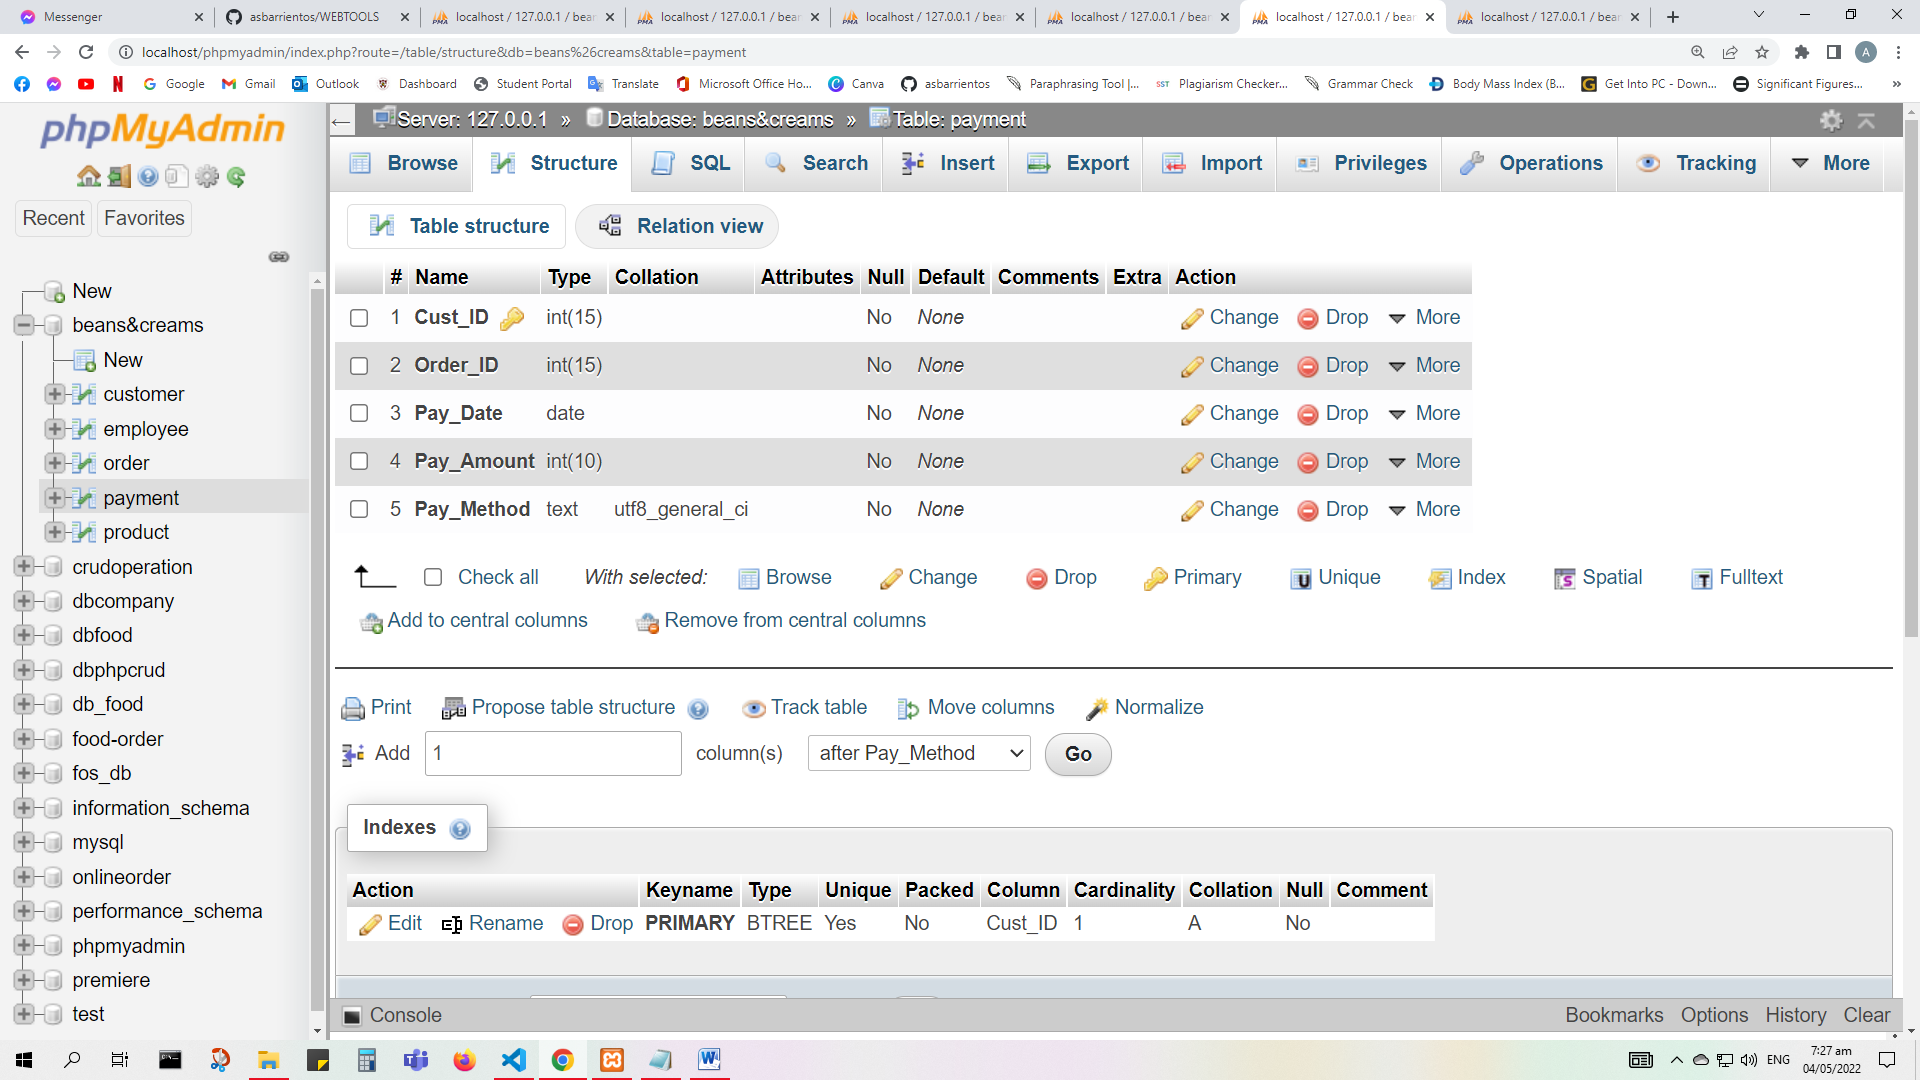 Messenger
asbarrientos/WEBTOOLS
localhost / 127.0.0.1 / bear
localhost / 127.0.0.1 / bear
localhost / 127.0.0.1 / bear
localhost / 127.0.0.1 / bear
localhost / 127.0.0.1 / bear
localhost / 127.0.0.1 / bear
localhost/phpmyadmin/index.php?route=/table/structure&db=beans%26creams&table=payment
A
Google
Gmail
Outlook
Dashboard
Student Portal
Translate
Microsoft Office Ho...
Canva
asbarrientos
Paraphrasing Tool |...
SST Plagiarism Checker...
Grammar Check
Body Mass Index (B...
Get Into PC - Down...
Significant Figures...
»
phpMyAdmin
Recent
Favorites
New
beans&creams
New
customer
employee
order
payment
product
crudoperation
dbcompany
dbfood
dbphpcrud
db_food
food-order
fos_db
information_schema
mysql
onlineorder
performance_schema
phpmyadmin
premiere
test
Server: 127.0.0.1 » Database: beans&creams » Table: payment
Browse Structure SQL Search Insert Export Import Privileges Operations Tracking More
Table structure Relation view
# Name Type Collation Attributes Null Default Comments Extra Action
1 Cust_ID int(15) No None Change Drop More
2 Order_ID int(15) No None Change Drop More
3 Pay_Date date No None Change Drop More
4 Pay_Amount int(10) No None Change Drop More
5 Pay_Method text utf8_general_ci No None Change Drop More
Check all With selected: Browse Change Drop Primary Unique Index Spatial Fulltext
Add to central columns Remove from central columns
Print Propose table structure Track table Move columns Normalize
Add 1 column(s) after Pay_Method Go
Indexes
Action Keyname Type Unique Packed Column Cardinality Collation Null Comment
Edit Rename Drop PRIMARY BTREE Yes No Cust_ID 1 A No
Console Bookmarks Options History Clear
ENG
7:27 am
04/05/2022